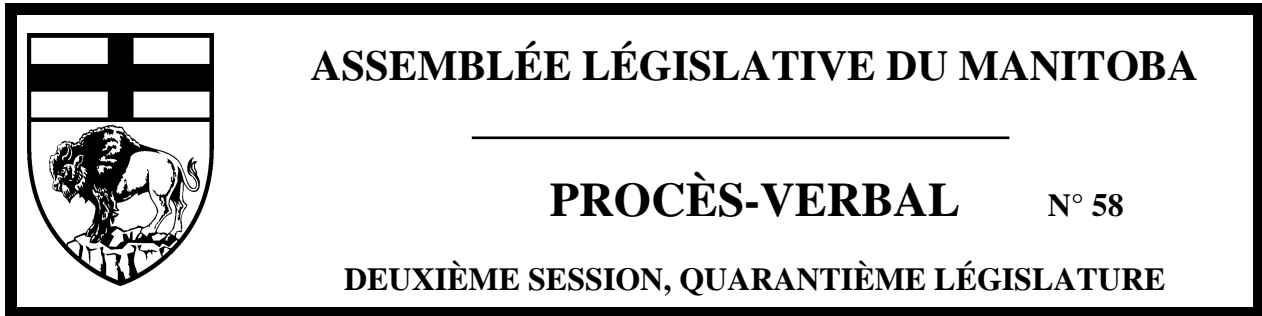 ASSEMBLÉE LÉGISLATIVE DU MANITOBA
PROCÈS-VERBAL N° 58
DEUXIÈME SESSION, QUARANTIÈME LÉGISLATURE